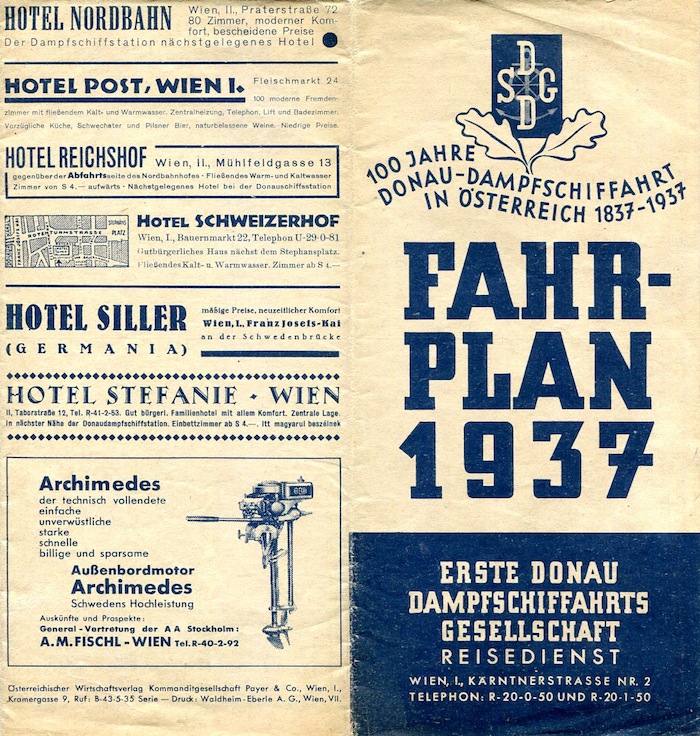 HOTEL NORDBAHN
Wien, II., Praterstraße 72
80 Zimmer, moderner Kom-
fort, bescheidene Preise
Der Dampfschiffstation nächstgelegenes Hotel
HOTEL POST, WIEN I.
Fleischmarkt 24
100 moderne Fremden-
zimmer mit fließendem Kalt- und Warmwasser. Zentralheizung, Telephon, Lift und Badezimmer.
Vorzügliche Küche, Schwechater und Pilsner Bier, naturbelassene Weine. Niedrige Preise.
HOTEL REICHSHOF
Wien, II., Mühlfeldgasse 13
gegenüber der Abfahrtsseite des Nordbahnhofes · Fließendes Warm- und Kaltwasser
Zimmer von S 4.— aufwärts · Nächstgelegenes Hotel bei der Donauschiffstation
ROTENTURMSTRASSE
STEPHANS
PLATZ
HOTEL SCHWEIZERHOF
Wien, I., Bauernmarkt 22, Telephon U-29-0-81
Gutbürgerliches Haus nächst dem Stephansplatz.
Fließendes Kalt- u. Warmwasser. Zimmer ab S 4.—
HOTEL SILLER
(GERMANIA)
mäßige Preise, neuzeitlicher Komfort
Wien, I., Franz Josefs-Kai
an der Schwedenbrücke
HOTEL STEFANIE · WIEN
II, Taborstraße 12, Tel. R-41-2-53. Gut bürgerl. Familienhotel mit allem Komfort. Zentrale Lage.
In nächster Nähe der Donaudampfschiffstation. Einbettzimmer ab S 4.—. Itt magyarul beszélnek
Archimedes
der technisch vollendete
einfache
unverwüstliche
starke
schnelle
billige und sparsame
Außenbordmotor
Archimedes
Schwedens Hochleistung
Auskünfte und Prospekte:
General-Vertretung der AA Stockholm:
A. M. FISCHL - WIEN Tel. R-40-2-92
Österreichischer Wirtschaftsverlag Kommanditgesellschaft Payer & Co., Wien, I.,
Kramergasse 9, Ruf: B-43-5-35 Serie — Druck: Waldheim-Eberle A. G., Wien, VII.
D
S G
D
100 JAHRE
DONAU-DAMPFSCHIFFAHRT
IN ÖSTERREICH 1837-1937
FAHR-
PLAN
1937
ERSTE DONAU
DAMPFSCHIFFAHRTS
GESELLSCHAFT
REISEDIENST
WIEN, I., KÄRNTNERSTRASSE NR. 2
TELEPHON: R-20-0-50 UND R-20-1-50